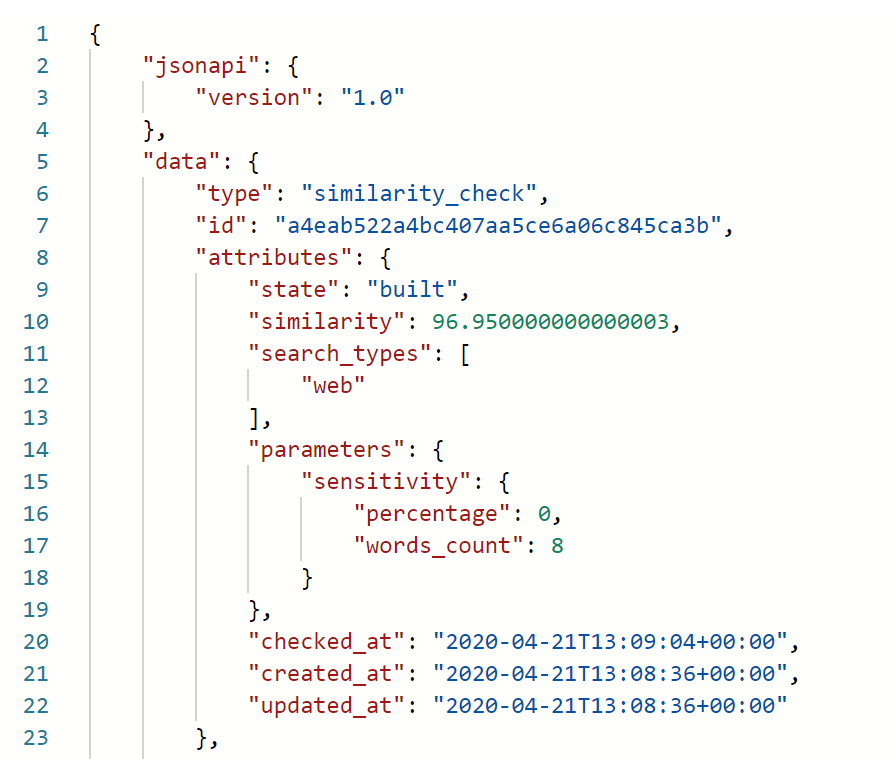 1 {
2 "jsonapi": {
3 "version": "1.0"
4 },
5 "data": {
6 "type": "similarity_check",
7 "id": "a4eab522a4bc407aa5ce6a06c845ca3b",
8 "attributes": {
9 "state": "built",
10 "similarity": 96.950000000000003,
11 "search_types": [
12 "web"
13 ],
14 "parameters": {
15 "sensitivity": {
16 "percentage": 0,
17 "words_count": 8
18 }
19 },
20 "checked_at": "2020-04-21T13:09:04+00:00",
21 "created_at": "2020-04-21T13:08:36+00:00",
22 "updated_at": "2020-04-21T13:08:36+00:00"
23 },